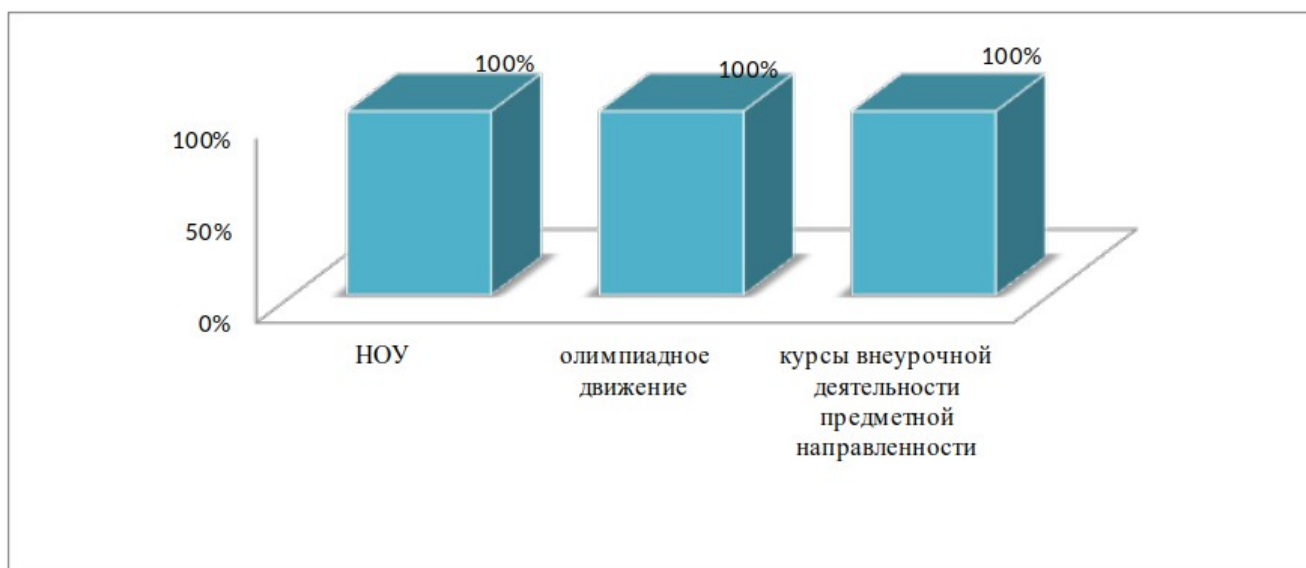 100%
100%
100%
100%
50%
0%
НОУ
олимпиадное
движение
курсы внеурочной
деятельности
предметной
направленности